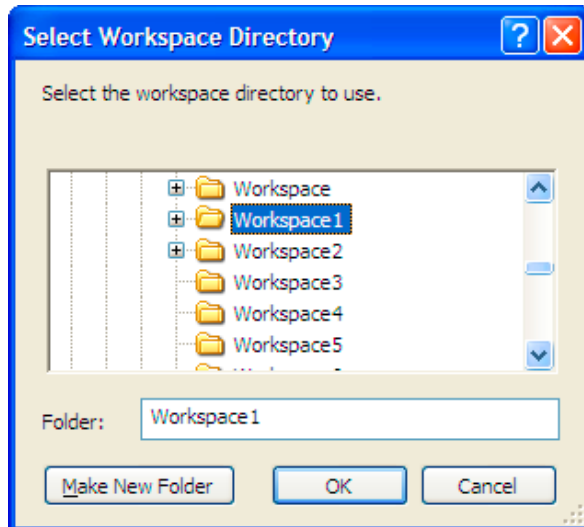 Select Workspace Directory
Select the workspace directory to use.
Workspace
Workspace1
Workspace2
Workspace3
Workspace4
Workspace5
Folder: Workspace1
Make New Folder OK Cancel